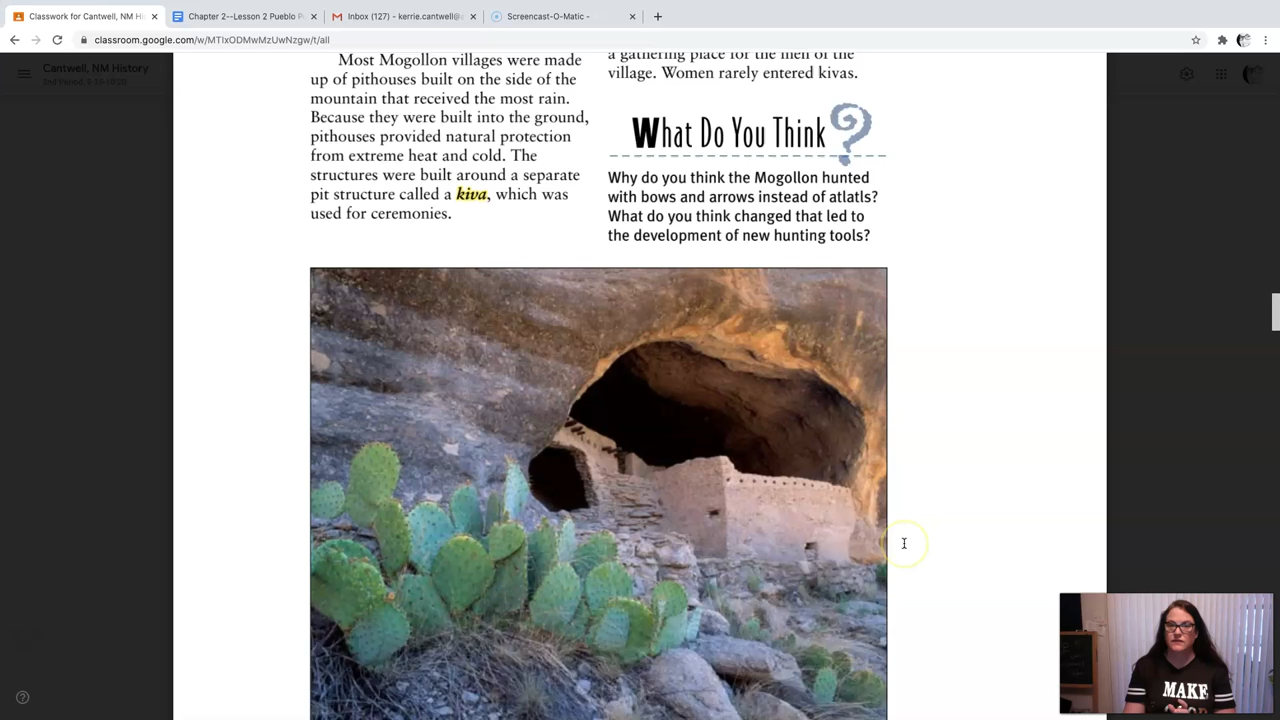 Classwork for Cantwell, NM Hi
Chapter 2--Lesson 2 Pueblo P
Inbox (127) - kerrie.cantwell@
Screencast-O-Matic -
classroom.google.com/w/MTIxODMwMzUwNzgw/t/all
Cantwell, NM History
Most Mogollon villages were made
up of pithouses built on the side of the
mountain that received the most rain.
Because they were built into the ground,
pithouses provided natural protection
from extreme heat and cold. The
structures were built around a separate
pit structure called a kiva, which was
used for ceremonies.
a gathering place for the men of the
village. Women rarely entered kivas.
What Do You Think?
Why do you think the Mogollon hunted
with bows and arrows instead of atlatls?
What do you think changed that led to
the development of new hunting tools?
MAKE